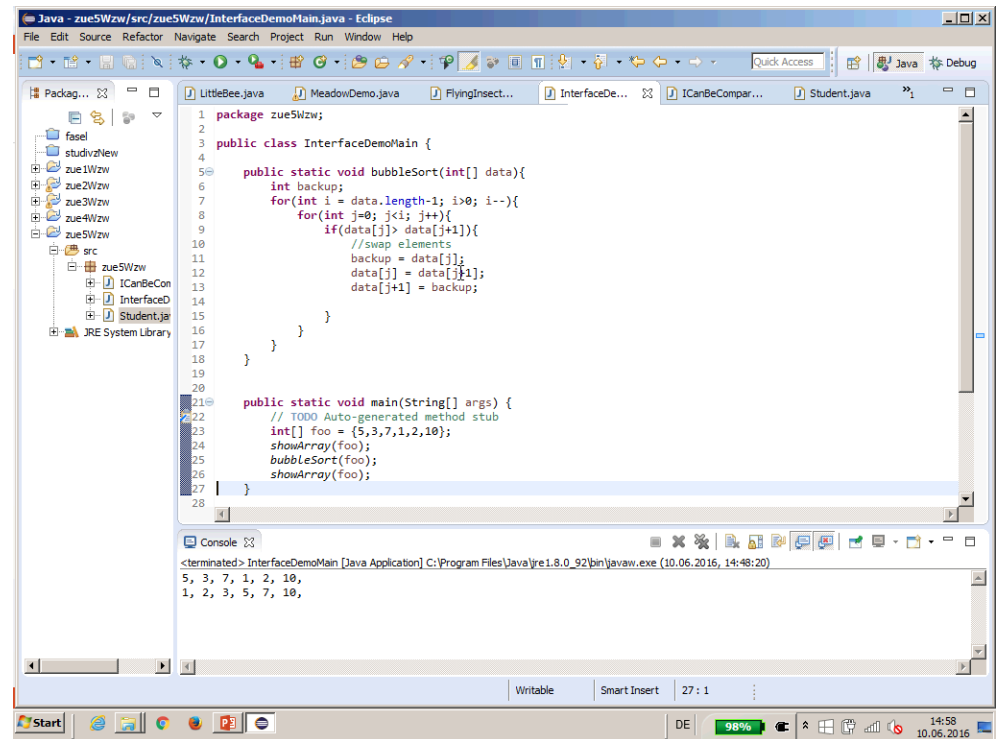 Java - zue5Wzw/src/zue5Wzw/InterfaceDemoMain.java - Eclipse
File Edit Source Refactor Navigate Search Project Run Window Help
Quick Access
Java
Debug
Packag...
LittleBee.java
MeadowDemo.java
FlyingInsect...
InterfaceDe...
ICanBeCompar...
Student.java
»1
fasel
studivzNew
zue1Wzw
zue2Wzw
zue3Wzw
zue4Wzw
zue5Wzw
src
zue5Wzw
ICanBeCon
InterfaceD
Student.ja
JRE System Library
1 package zue5Wzw;
2
3 public class InterfaceDemoMain {
4
5 public static void bubbleSort(int[] data){
6 int backup;
7 for(int i = data.length-1; i>0; i--){
8 for(int j=0; j<i; j++){
9 if(data[j]> data[j+1]){
10 //swap elements
11 backup = data[j];
12 data[j] = data[j+1];
13 data[j+1] = backup;
14
15 }
16 }
17 }
18 }
19
20
21 public static void main(String[] args) {
22 // TODO Auto-generated method stub
23 int[] foo = {5,3,7,1,2,10};
24 showArray(foo);
25 bubbleSort(foo);
26 showArray(foo);
27 }
28
Console
<terminated> InterfaceDemoMain [Java Application] C:\Program Files\Java\jre1.8.0_92\bin\javaw.exe (10.06.2016, 14:48:20)
5, 3, 7, 1, 2, 10,
1, 2, 3, 5, 7, 10,
Writable
Smart Insert
27 : 1
Start
DE
98%
14:58
10.06.2016